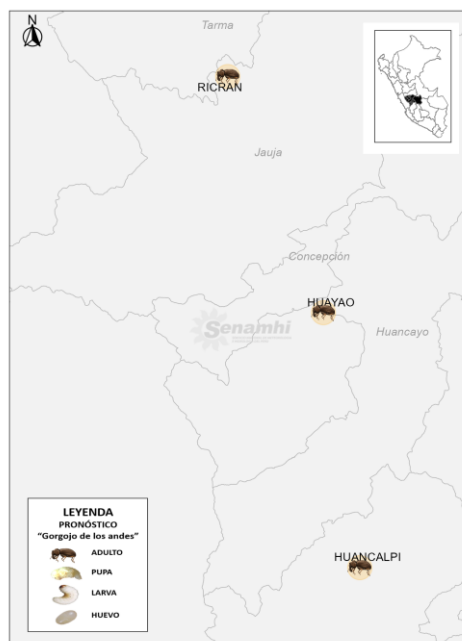 N
Tarma
RICRAN
Jauja
Concepción
HUAYAO
Senamhi
Huancayo
HUANCALPI
LEYENDA
PRONÓSTICO
"Gorgojo de los andes"
ADULTO
PUPA
LARVA
HUEVO